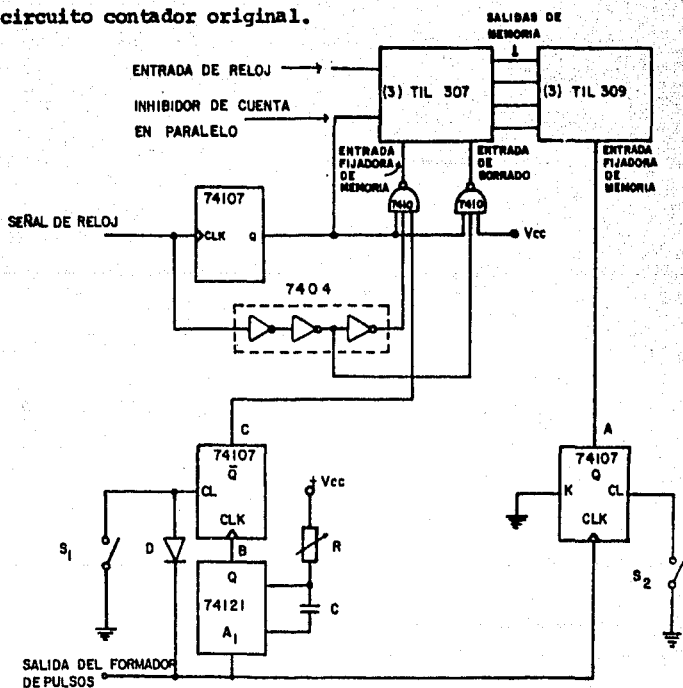 circuito contador original.
SALIDAS DE
MEMORIA
ENTRADA DE RELOJ
(3) TIL 307
(3) TIL 309
INHIBIDOR DE CUENTA
EN PARALELO
ENTRADA
FIJADORA
DE
MEMORIA
ENTRADA
DE
BORRADO
ENTRADA
FIJADORA
DE
MEMORIA
7410
7410
74107
SEÑAL DE RELOJ
CLK
Q
Vcc
7404
C
A
74107
Q̅
CL
CLK
+ Vcc
74107
Q
K
CL
CLK
S1
D
B
R
Q
74121
A1
C
S2
SALIDA DEL FORMADOR
DE PULSOS